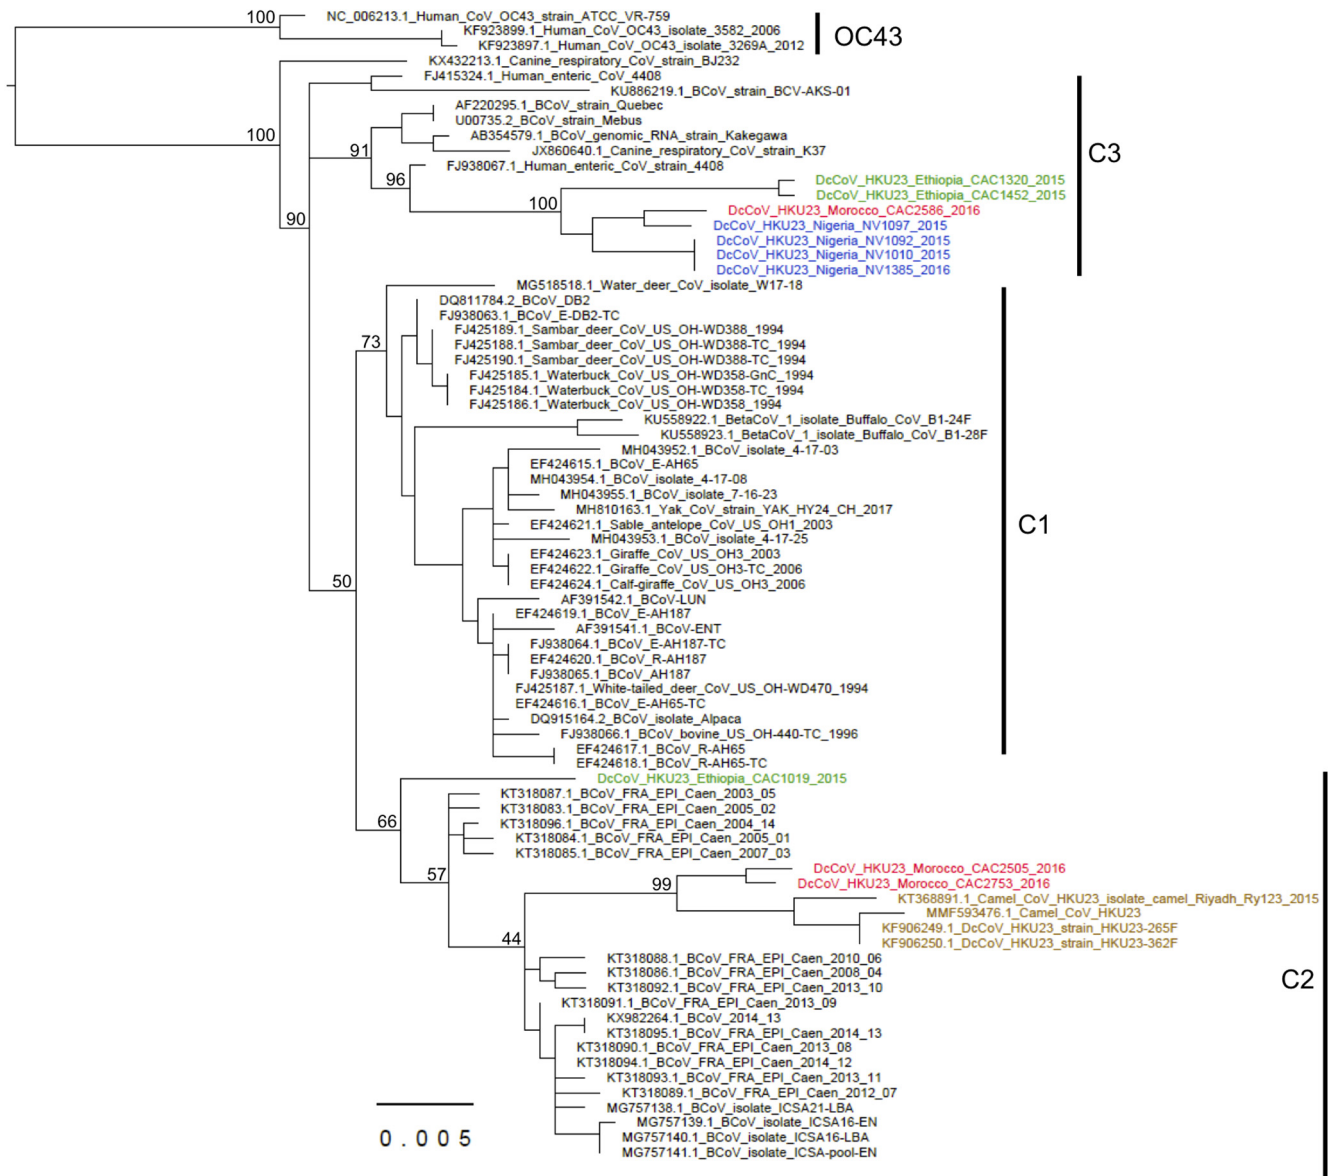 100
NC_006213.1_Human_CoV_OC43_strain_ATCC_VR-759
KF923899.1_Human_CoV_OC43_isolate_3582_2006
KF923897.1_Human_CoV_OC43_isolate_3269A_2012
OC43
KX432213.1_Canine_respiratory_CoV_strain_BJ232
FJ415324.1_Human_enteric_CoV_4408
KU886219.1_BCoV_strain_BCV-AKS-01
AF220295.1_BCoV_strain_Quebec
U00735.2_BCoV_strain_Mebus
100
AB354579.1_BCoV_genomic_RNA_strain_Kakegawa
91
JX860640.1_Canine_respiratory_CoV_strain_K37
C3
FJ938067.1_Human_enteric_CoV_strain_4408
96
DcCoV_HKU23_Ethiopia_CAC1320_2015
DcCoV_HKU23_Ethiopia_CAC1452_2015
100
DcCoV_HKU23_Morocco_CAC2586_2016
90
DcCoV_HKU23_Nigeria_NV1097_2015
DcCoV_HKU23_Nigeria_NV1092_2015
DcCoV_HKU23_Nigeria_NV1010_2015
DcCoV_HKU23_Nigeria_NV1385_2016
MG518518.1_Water_deer_CoV_isolate_W17-18
DQ811784.2_BCoV_DB2
FJ938063.1_BCoV_E-DB2-TC
FJ425189.1_Sambar_deer_CoV_US_OH-WD388_1994
73
FJ425188.1_Sambar_deer_CoV_US_OH-WD388-TC_1994
FJ425190.1_Sambar_deer_CoV_US_OH-WD388-TC_1994
FJ425185.1_Waterbuck_CoV_US_OH-WD358-GnC_1994
FJ425184.1_Waterbuck_CoV_US_OH-WD358-TC_1994
FJ425186.1_Waterbuck_CoV_US_OH-WD358_1994
KU558922.1_BetaCoV_1_isolate_Buffalo_CoV_B1-24F
KU558923.1_BetaCoV_1_isolate_Buffalo_CoV_B1-28F
MH043952.1_BCoV_isolate_4-17-03
EF424615.1_BCoV_E-AH65
MH043954.1_BCoV_isolate_4-17-08
MH043955.1_BCoV_isolate_7-16-23
MH810163.1_Yak_CoV_strain_YAK_HY24_CH_2017
EF424621.1_Sable_antelope_CoV_US_OH1_2003
C1
MH043953.1_BCoV_isolate_4-17-25
EF424623.1_Giraffe_CoV_US_OH3_2003
EF424622.1_Giraffe_CoV_US_OH3-TC_2006
50
EF424624.1_Calf-giraffe_CoV_US_OH3_2006
AF391542.1_BCoV-LUN
EF424619.1_BCoV_E-AH187
AF391541.1_BCoV-ENT
FJ938064.1_BCoV_E-AH187-TC
EF424620.1_BCoV_R-AH187
FJ938065.1_BCoV_AH187
FJ425187.1_White-tailed_deer_CoV_US_OH-WD470_1994
EF424616.1_BCoV_E-AH65-TC
DQ915164.2_BCoV_isolate_Alpaca
FJ938066.1_BCoV_bovine_US_OH-440-TC_1996
EF424617.1_BCoV_R-AH65
EF424618.1_BCoV_R-AH65-TC
DcCoV_HKU23_Ethiopia_CAC1019_2015
KT318087.1_BCoV_FRA_EPI_Caen_2003_05
KT318083.1_BCoV_FRA_EPI_Caen_2005_02
66
KT318096.1_BCoV_FRA_EPI_Caen_2004_14
KT318084.1_BCoV_FRA_EPI_Caen_2005_01
KT318085.1_BCoV_FRA_EPI_Caen_2007_03
57
DcCoV_HKU23_Morocco_CAC2505_2016
99
DcCoV_HKU23_Morocco_CAC2753_2016
KT368891.1_Camel_CoV_HKU23_isolate_camel_Riyadh_Ry123_2015
MMF593476.1_Camel_CoV_HKU23
KF906249.1_DcCoV_HKU23_strain_HKU23-265F
44
KF906250.1_DcCoV_HKU23_strain_HKU23-362F
KT318088.1_BCoV_FRA_EPI_Caen_2010_06
KT318086.1_BCoV_FRA_EPI_Caen_2008_04
C2
KT318092.1_BCoV_FRA_EPI_Caen_2013_10
KT318091.1_BCoV_FRA_EPI_Caen_2013_09
KX982264.1_BCoV_2014_13
KT318095.1_BCoV_FRA_EPI_Caen_2014_13
KT318090.1_BCoV_FRA_EPI_Caen_2013_08
KT318094.1_BCoV_FRA_EPI_Caen_2014_12
KT318093.1_BCoV_FRA_EPI_Caen_2013_11
KT318089.1_BCoV_FRA_EPI_Caen_2012_07
MG757138.1_BCoV_isolate_ICSA21-LBA
MG757139.1_BCoV_isolate_ICSA16-EN
MG757140.1_BCoV_isolate_ICSA16-LBA
MG757141.1_BCoV_isolate_ICSA-pool-EN
0.005